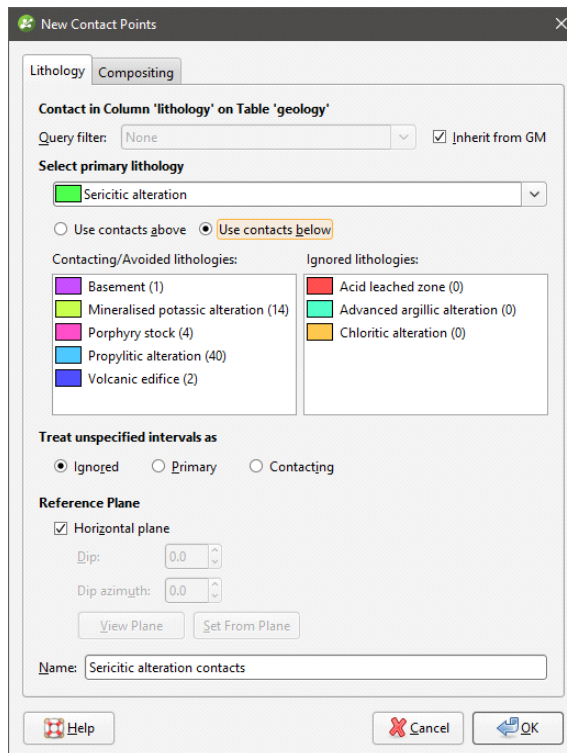 New Contact Points
Lithology Compositing
Contact in Column 'lithology' on Table 'geology'
Query filter: None Inherit from GM
Select primary lithology
Sericitic alteration
Use contacts above Use contacts below
Contacting/Avoided lithologies: Ignored lithologies:
Basement (1) Acid leached zone (0)
Mineralised potassic alteration (14) Advanced argillic alteration (0)
Porphyry stock (4) Chloritic alteration (0)
Propylitic alteration (40)
Volcanic edifice (2)
Treat unspecified intervals as
Ignored Primary Contacting
Reference Plane
Horizontal plane
Dip: 0.0
Dip azimuth: 0.0
View Plane Set From Plane
Name: Sericitic alteration contacts
Help Cancel OK